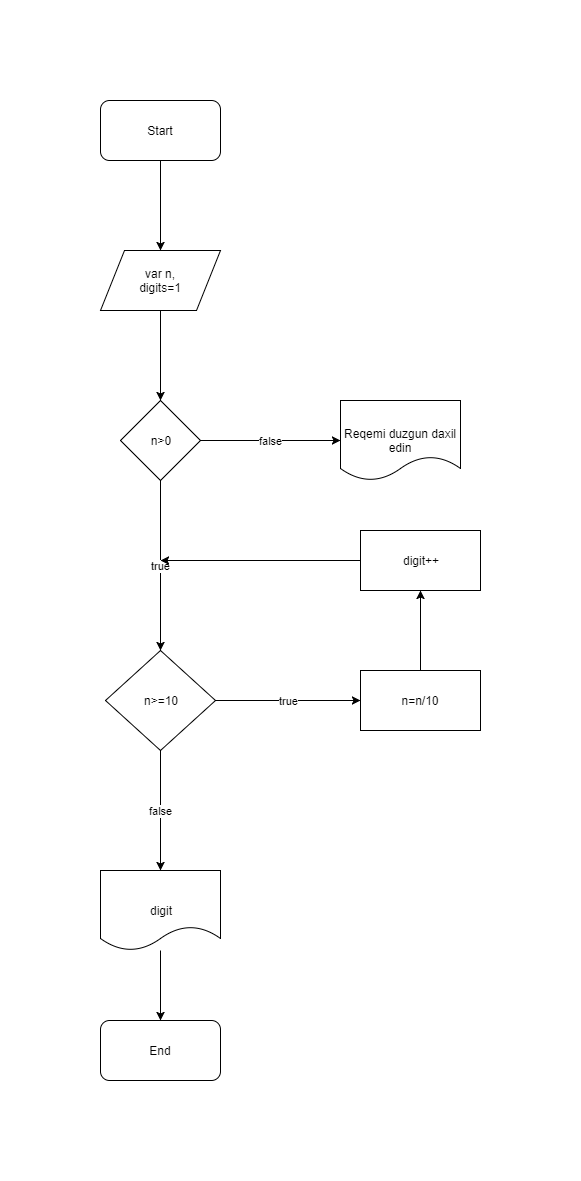 Start
var n,
digits=1
n>0
false
Reqemi duzgun daxil
edin
true
digit++
n>=10
true
n=n/10
false
digit
End